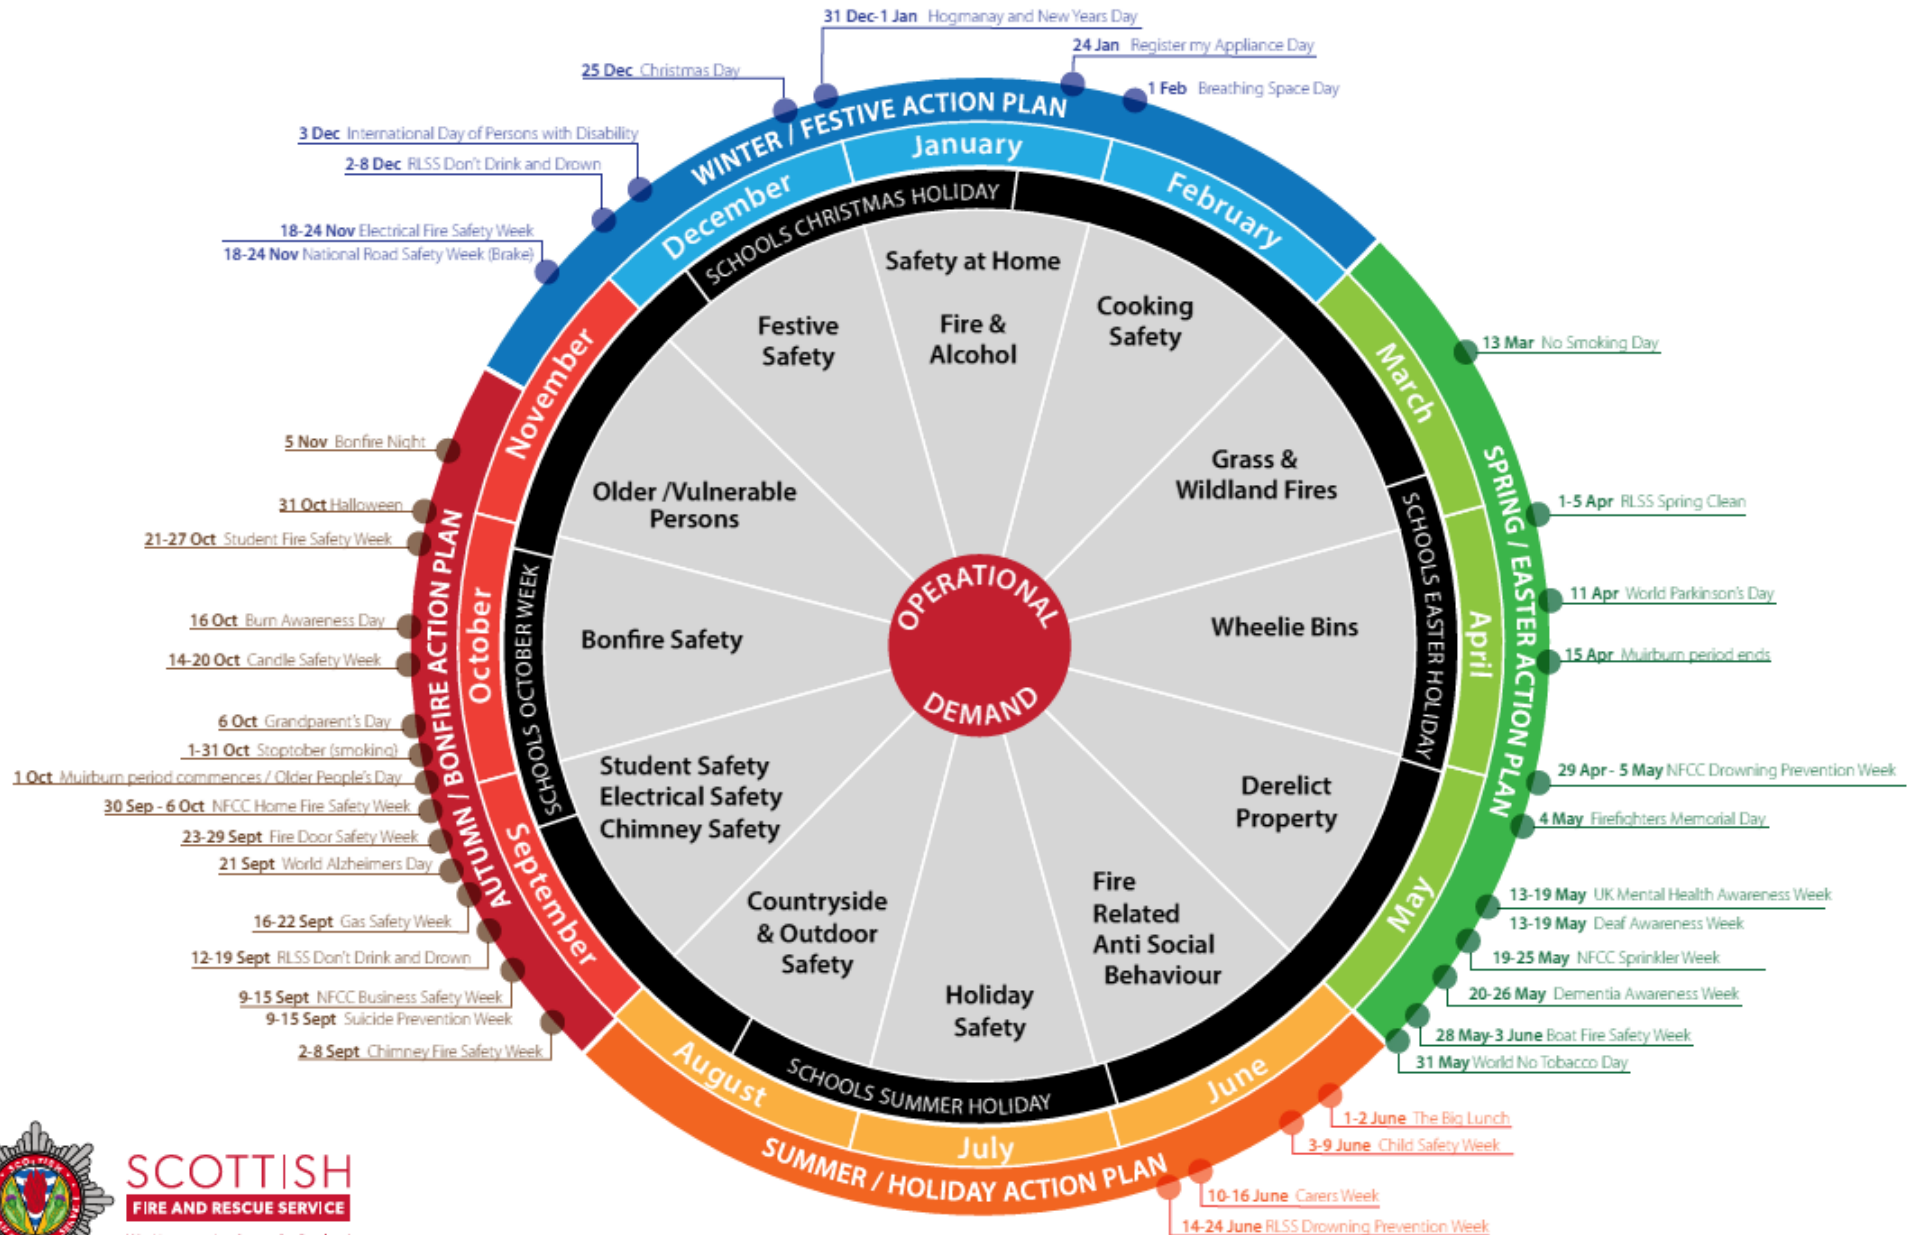 31 Dec-1 Jan Hogmanay and New Years Day
24 Jan Register my Appliance Day
25 Dec Christmas Day
1 Feb Breathing Space Day
3 Dec International Day of Persons with Disability
2-8 Dec RLSS Don't Drink and Drown
18-24 Nov Electrical Fire Safety Week
18-24 Nov National Road Safety Week (Brake)
WINTER / FESTIVE ACTION PLAN
December
January
February
SCHOOLS CHRISTMAS HOLIDAY
13 Mar No Smoking Day
1-5 Apr RLSS Spring Clean
11 Apr World Parkinson's Day
15 Apr Muirburn period ends
29 Apr - 5 May NFCC Drowning Prevention Week
4 May Firefighters Memorial Day
13-19 May UK Mental Health Awareness Week
13-19 May Deaf Awareness Week
19-25 May NFCC Sprinkler Week
20-26 May Dementia Awareness Week
28 May-3 June Boat Fire Safety Week
31 May World No Tobacco Day
SPRING / EASTER ACTION PLAN
March
April
May
SCHOOLS EASTER HOLIDAY
1-2 June The Big Lunch
3-9 June Child Safety Week
10-16 June Carers Week
14-24 June RLSS Drowning Prevention Week
SUMMER / HOLIDAY ACTION PLAN
June
July
August
SCHOOLS SUMMER HOLIDAY
5 Nov Bonfire Night
31 Oct Halloween
21-27 Oct Student Fire Safety Week
16 Oct Burn Awareness Day
14-20 Oct Candle Safety Week
6 Oct Grandparent's Day
1-31 Oct Stoptober (smoking)
1 Oct Muirburn period commences / Older People's Day
30 Sep - 6 Oct NFCC Home Fire Safety Week
23-29 Sept Fire Door Safety Week
21 Sept World Alzheimers Day
16-22 Sept Gas Safety Week
12-19 Sept RLSS Don't Drink and Drown
9-15 Sept NFCC Business Safety Week
9-15 Sept Suicide Prevention Week
2-8 Sept Chimney Fire Safety Week
AUTUMN / BONFIRE ACTION PLAN
November
October
September
SCHOOLS OCTOBER WEEK
Safety at Home
Fire &
Alcohol
Cooking
Safety
Grass &
Wildland Fires
Wheelie Bins
Derelict
Property
Fire
Related
Anti Social
Behaviour
Holiday
Safety
Countryside
& Outdoor
Safety
Student Safety
Electrical Safety
Chimney Safety
Bonfire Safety
Older /Vulnerable
Persons
Festive
Safety
OPERATIONAL
DEMAND
SCOTTISH
FIRE AND RESCUE SERVICE